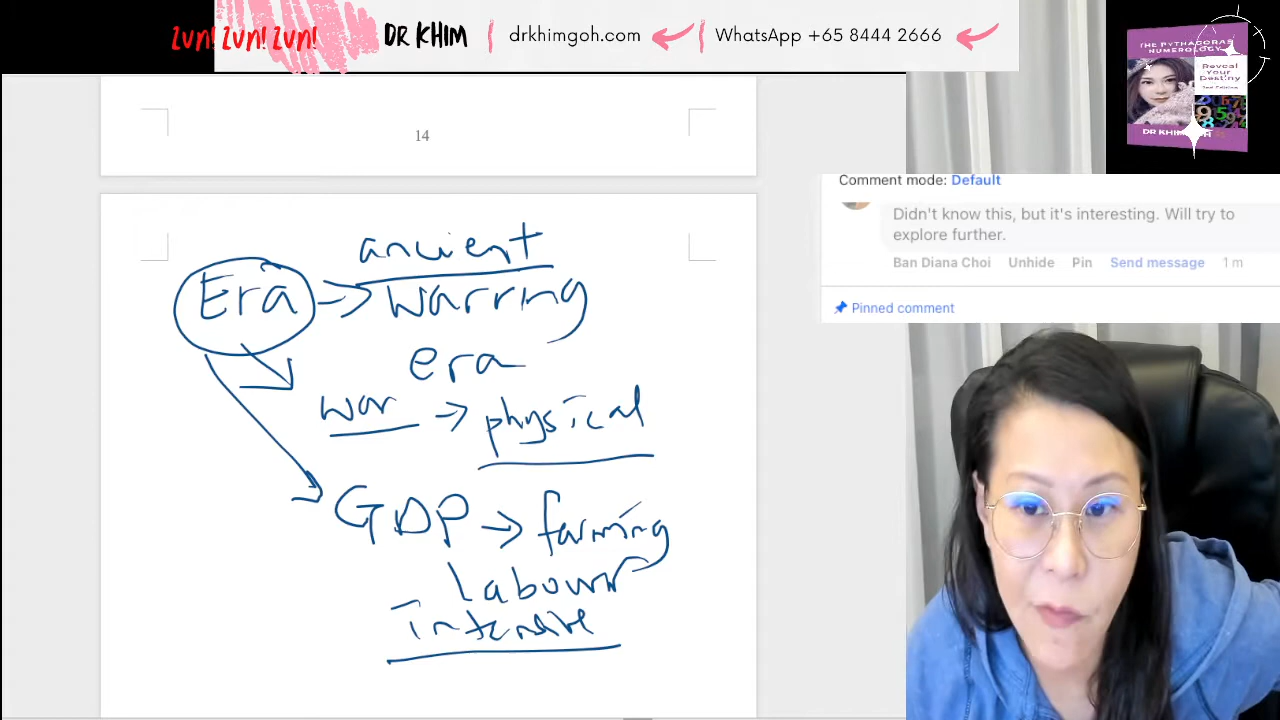 ZUN! ZUN! ZUN! DR KHIM | drkhimgoh.com | WhatsApp +65 8444 2666
THE PYTHAGORAS
NUMEROLOGY
Reveal
Your
Destiny
DR KHIM GOH
14
Comment mode: Default
Didn't know this, but it's interesting. Will try to
explore further.
Ban Diana Choi Unhide Pin Send message 1 m
Pinned comment
ancient
Era → warring
era
war → physical
GDP → farming
labour
intensive